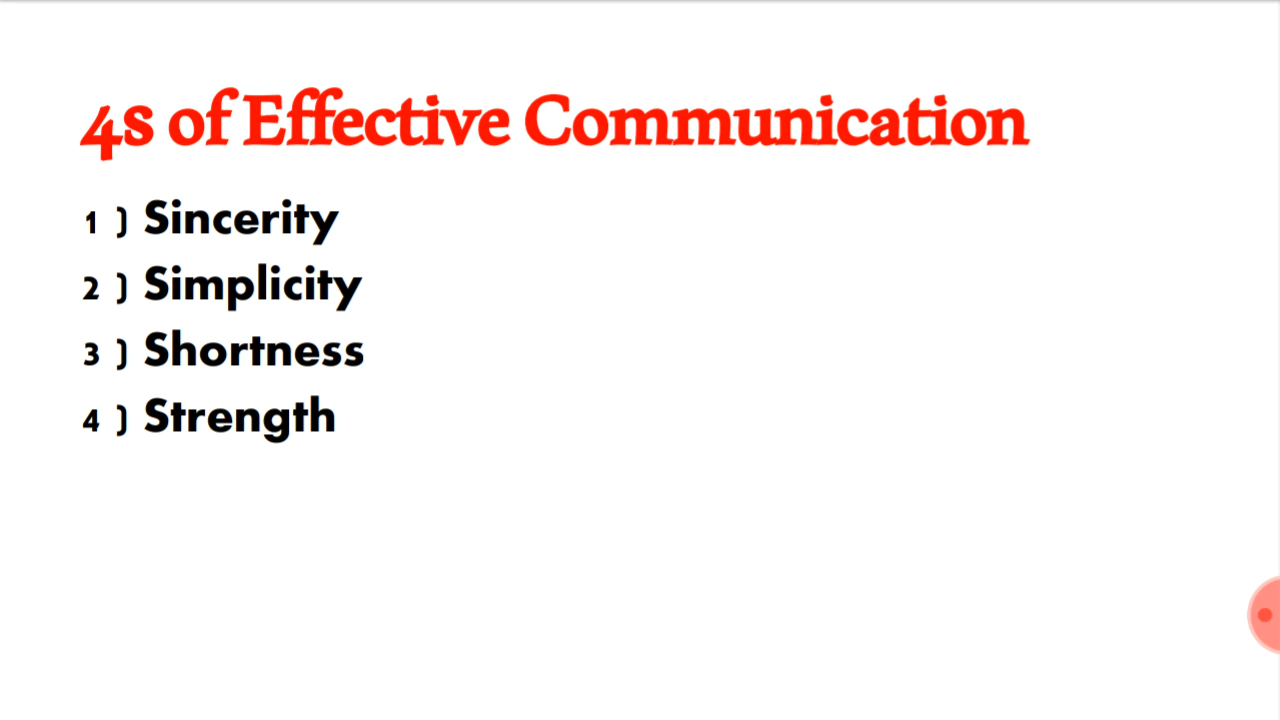 4s of Effective Communication
1 ) Sincerity
2 ) Simplicity
3 ) Shortness
4 ) Strength